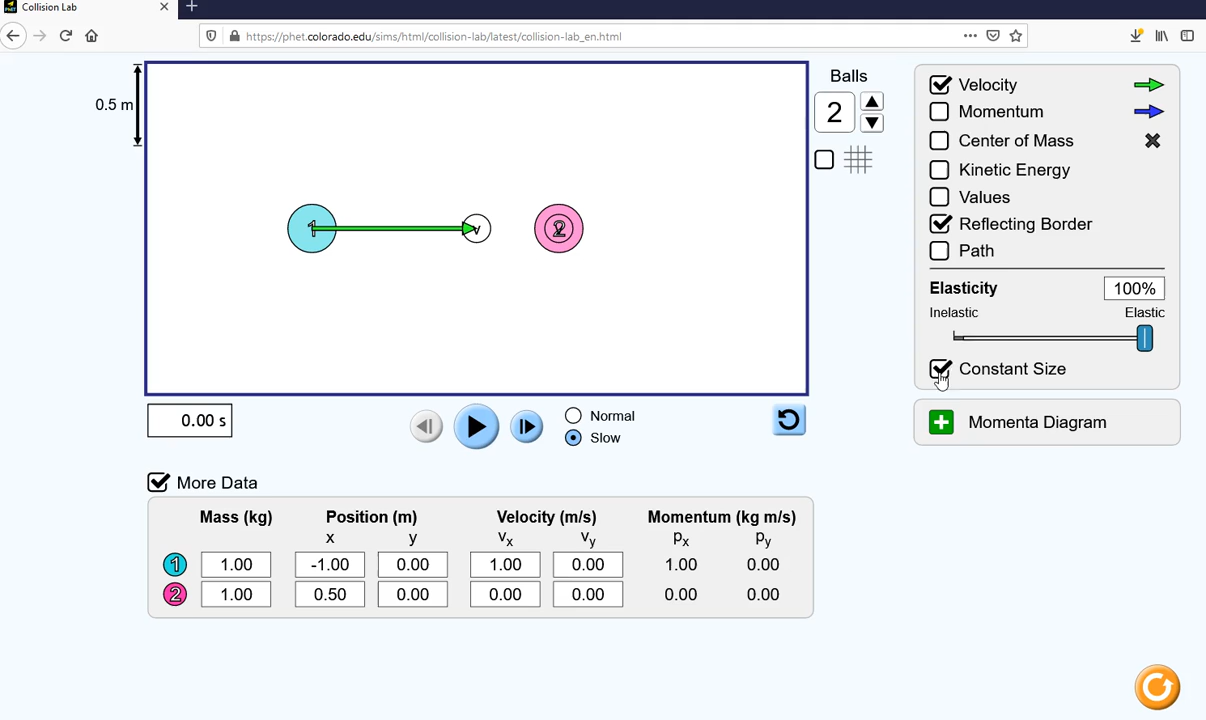 Collision Lab
https://phet.colorado.edu/sims/html/collision-lab/latest/collision-lab_en.html
0.5 m
1
v
2
Balls
2
Velocity
Momentum
Center of Mass
Kinetic Energy
Values
Reflecting Border
Path
Elasticity 100%
Inelastic Elastic
Constant Size
Momenta Diagram
0.00 s
Normal
Slow
More Data
Mass (kg) Position (m) Velocity (m/s) Momentum (kg m/s)
x y vx vy px py
1 1.00 -1.00 0.00 1.00 0.00 1.00 0.00
2 1.00 0.50 0.00 0.00 0.00 0.00 0.00